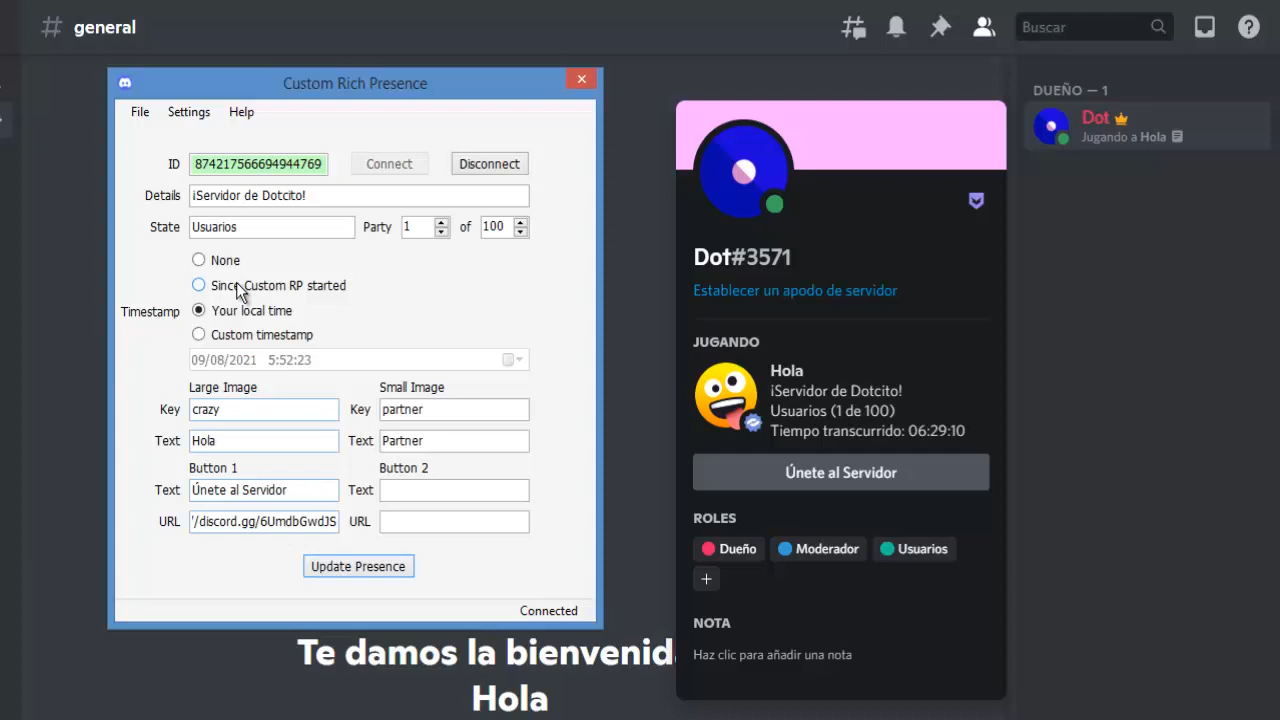 general
Buscar
Custom Rich Presence
File Settings Help
ID 874217566694944769 Connect Disconnect
Details ¡Servidor de Dotcito!
State Usuarios Party 1 of 100
None
Since Custom RP started
Timestamp Your local time
Custom timestamp
09/08/2021 5:52:23
Large Image Small Image
Key crazy Key partner
Text Hola Text Partner
Button 1 Button 2
Text Únete al Servidor Text
URL '/discord.gg/6UmdbGwdJS URL
Update Presence
Connected
Te damos la bienvenida
Hola
Dot#3571
Establecer un apodo de servidor
JUGANDO
Hola
¡Servidor de Dotcito!
Usuarios (1 de 100)
Tiempo transcurrido: 06:29:10
Únete al Servidor
ROLES
Dueño Moderador Usuarios
+
NOTA
Haz clic para añadir una nota
DUEÑO — 1
Dot
Jugando a Hola